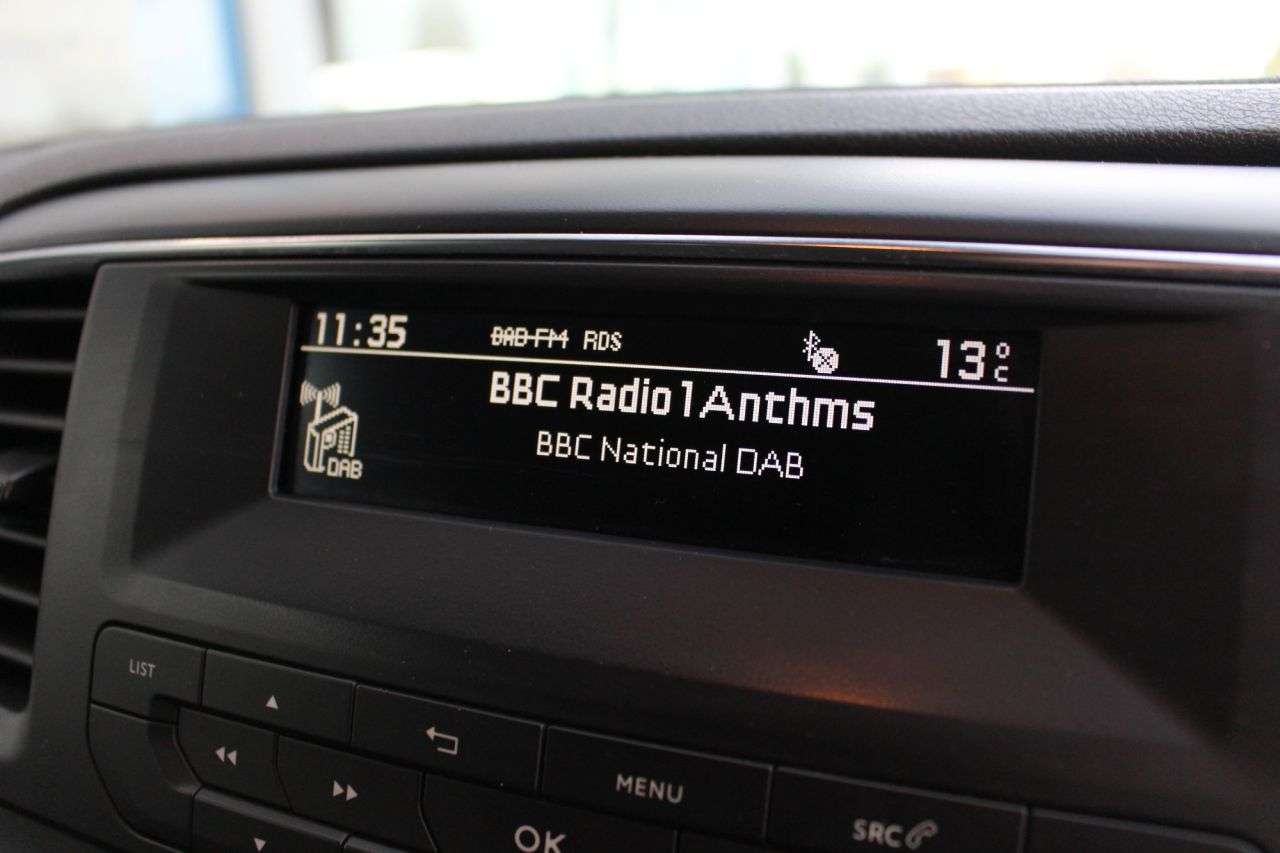 11:35 DAB-FM RDS 13°C
BBC Radio 1Anthms
BBC National DAB
DAB
LIST
MENU
OK
SRC